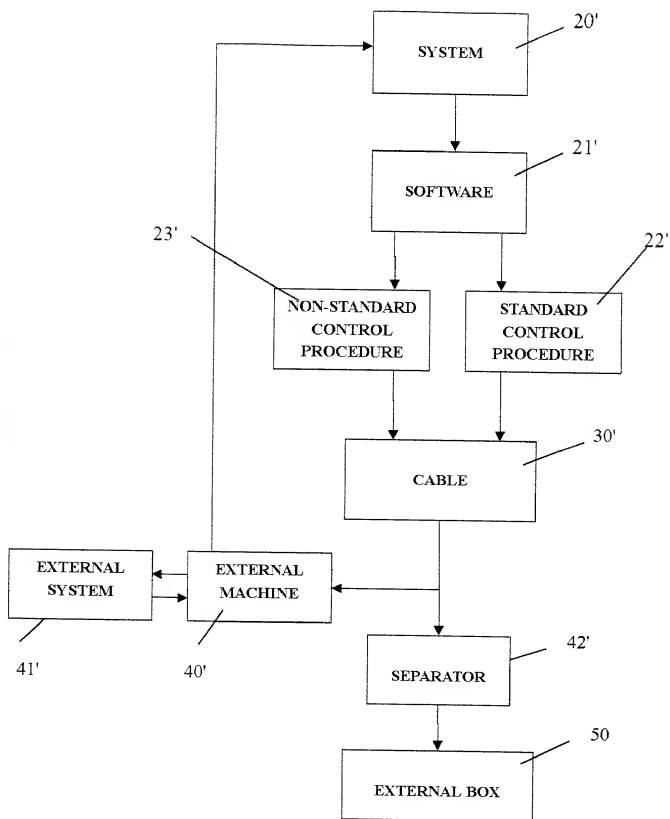 20'
SYSTEM
21'
SOFTWARE
23'
22'
NON-STANDARD
CONTROL
PROCEDURE
STANDARD
CONTROL
PROCEDURE
30'
CABLE
EXTERNAL
SYSTEM
EXTERNAL
MACHINE
41'
40'
42'
SEPARATOR
50
EXTERNAL BOX